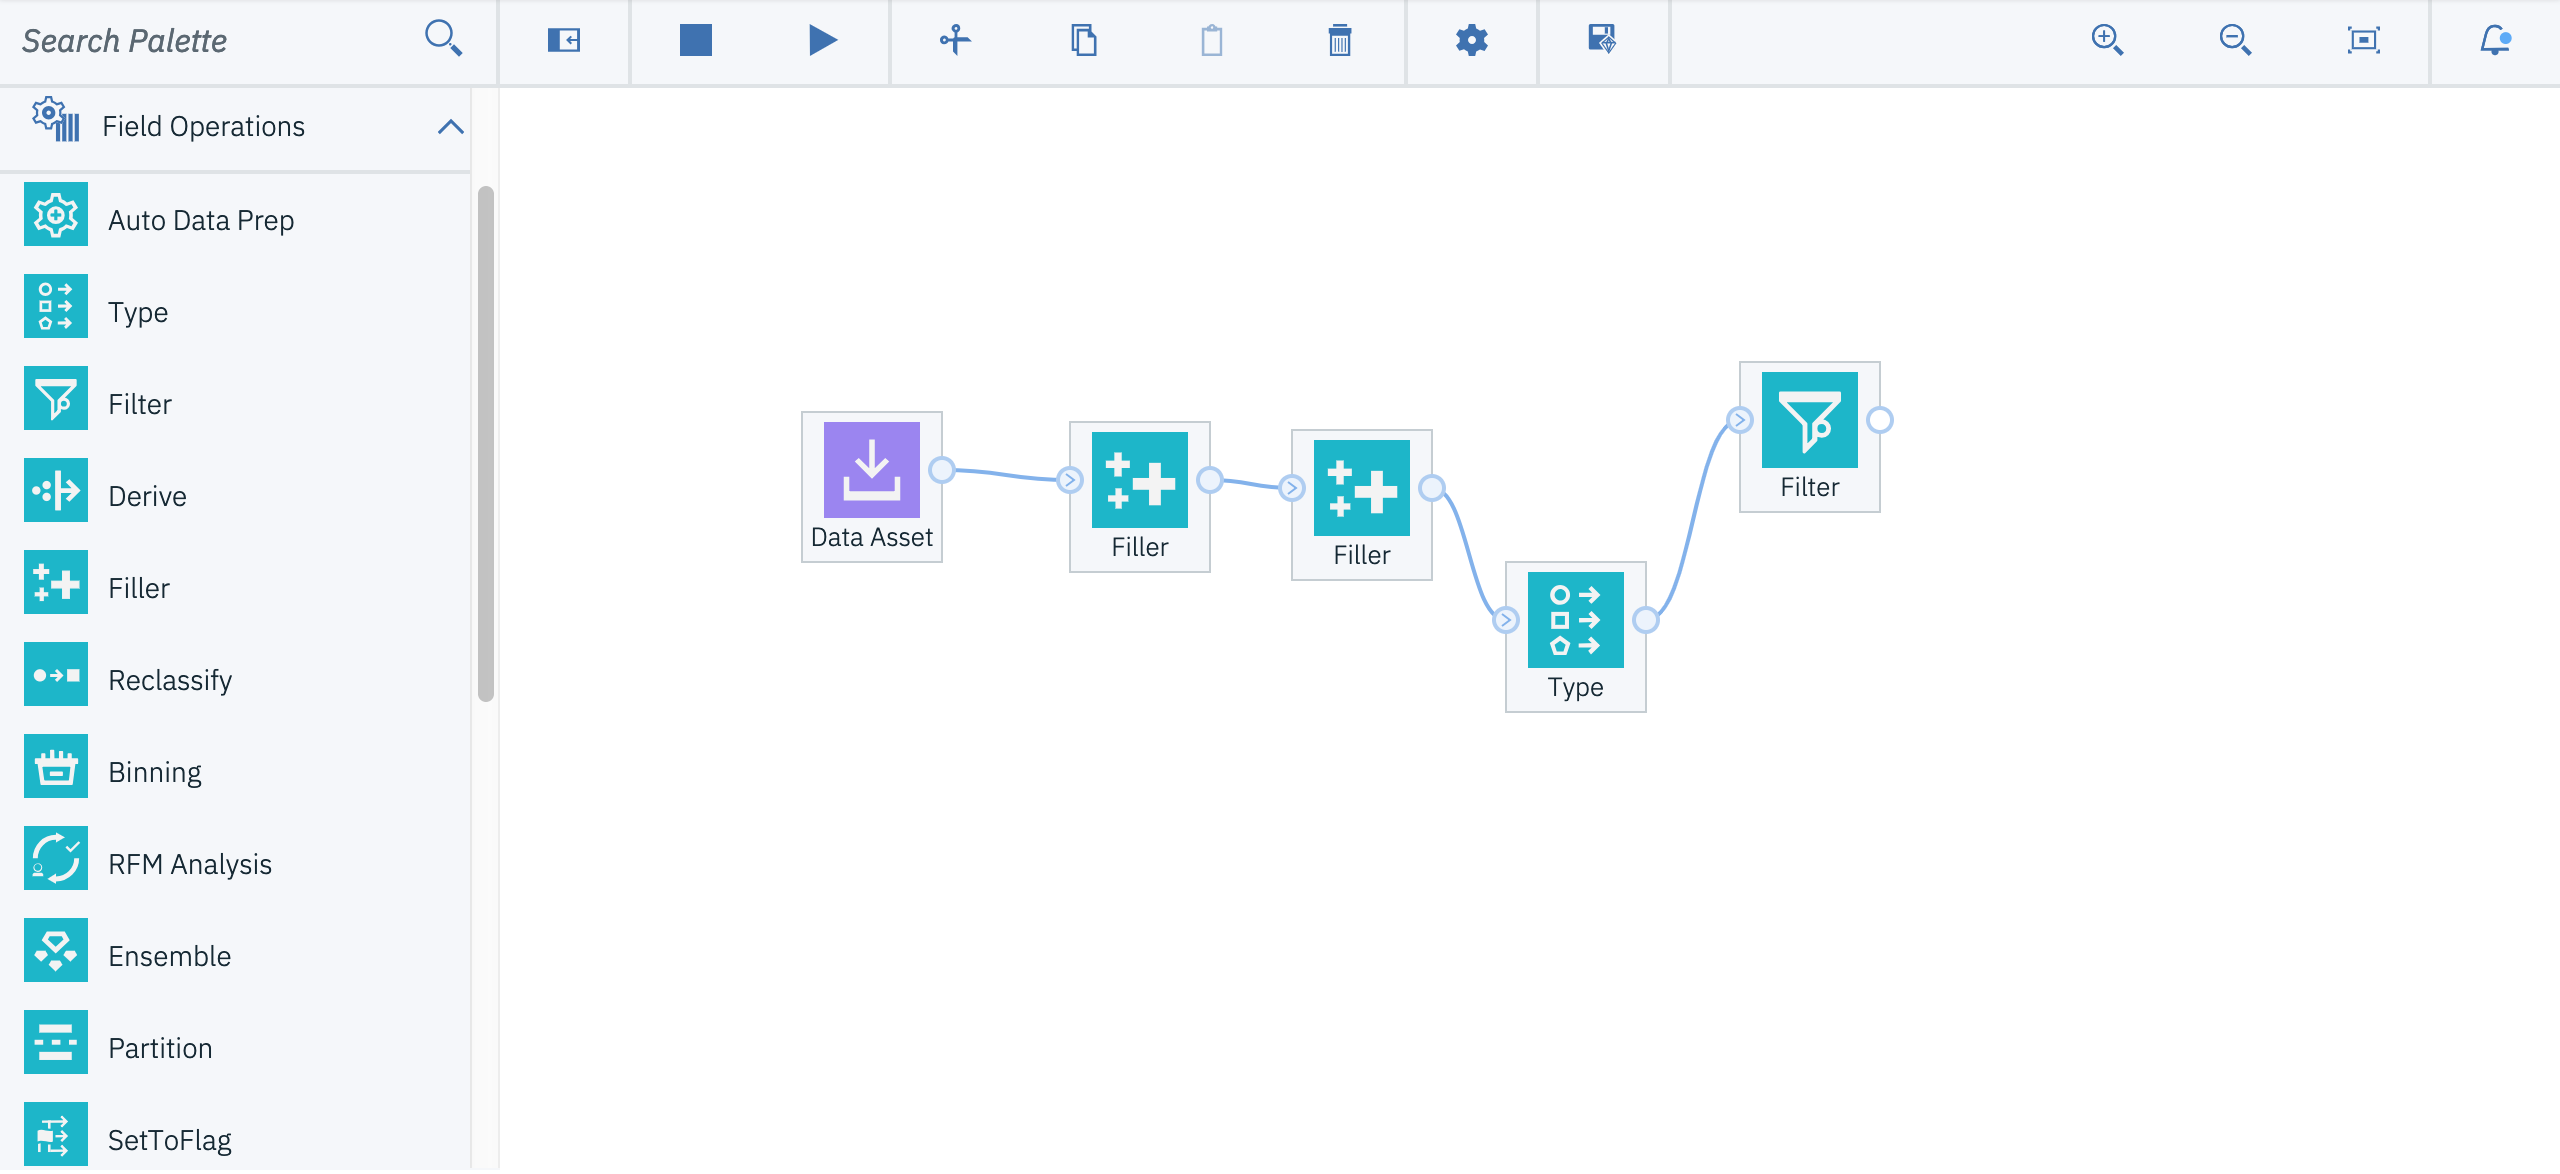 Search Palette
Field Operations
Auto Data Prep
Type
Filter
Derive
Filler
Reclassify
Binning
RFM Analysis
Ensemble
Partition
SetToFlag
Data Asset
Filler
Filler
Type
Filter